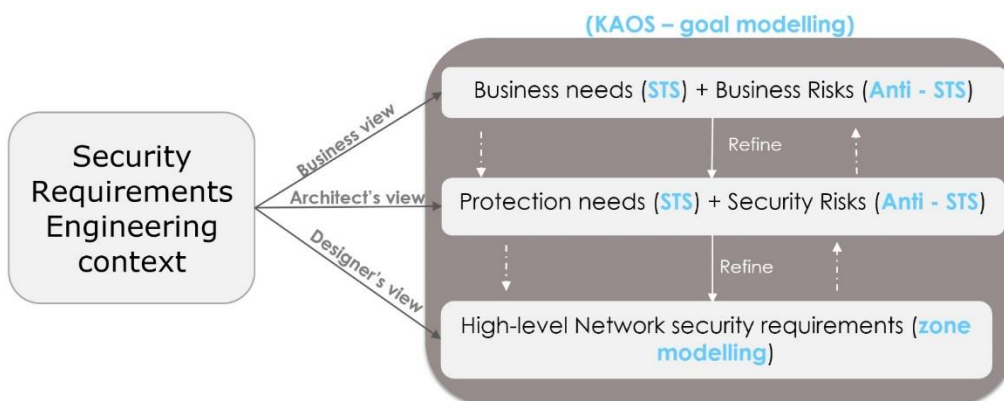 (KAOS – goal modelling)
Business needs (STS) + Business Risks (Anti - STS)
Business view
Refine
Security
Requirements
Engineering
context
Architect's view
Protection needs (STS) + Security Risks (Anti - STS)
Designer's view
Refine
High-level Network security requirements (zone
modelling)